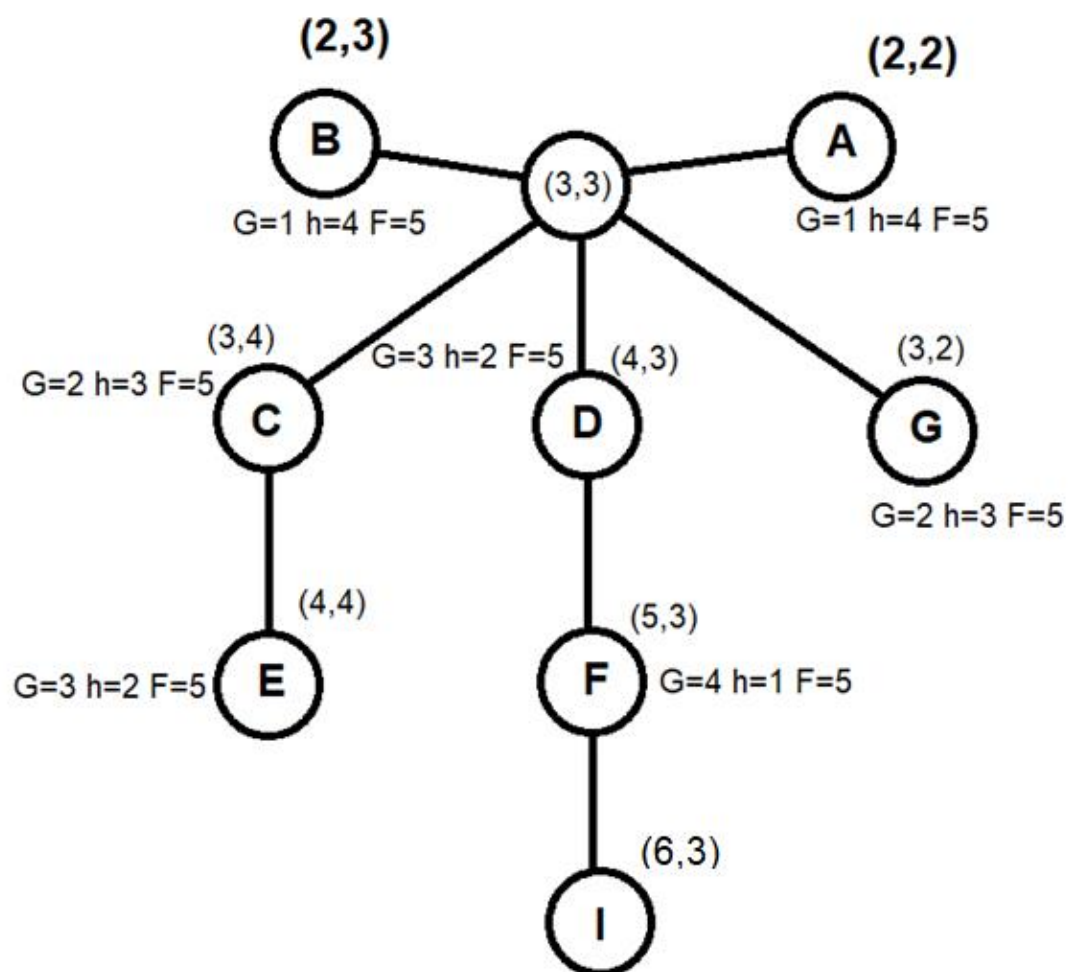 (2,3)
(2,2)
B
(3,3)
A
G=1 h=4 F=5
G=1 h=4 F=5
(3,4)
G=3 h=2 F=5
(4,3)
(3,2)
G=2 h=3 F=5
C
D
G
G=2 h=3 F=5
(4,4)
(5,3)
G=3 h=2 F=5
E
F
G=4 h=1 F=5
(6,3)
I